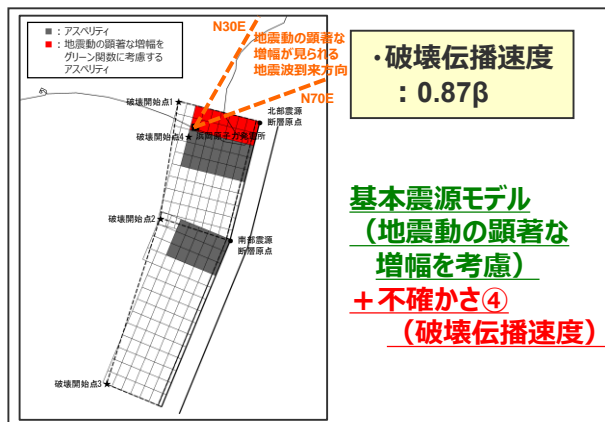 ■：アスペリティ
■：地震動の顕著な増幅を
グリーン関数に考慮する
アスペリティ
N30E
地震動の顕著な
増幅が見られる
地震波到来方向
N70E
破壊開始点1
北部震源
断層原点
破壊開始点4
浜岡原子力発電所
破壊開始点2
南部震源
断層原点
破壊開始点3
・破壊伝播速度
：0.87β
基本震源モデル
（地震動の顕著な
増幅を考慮）
＋不確かさ④
（破壊伝播速度）